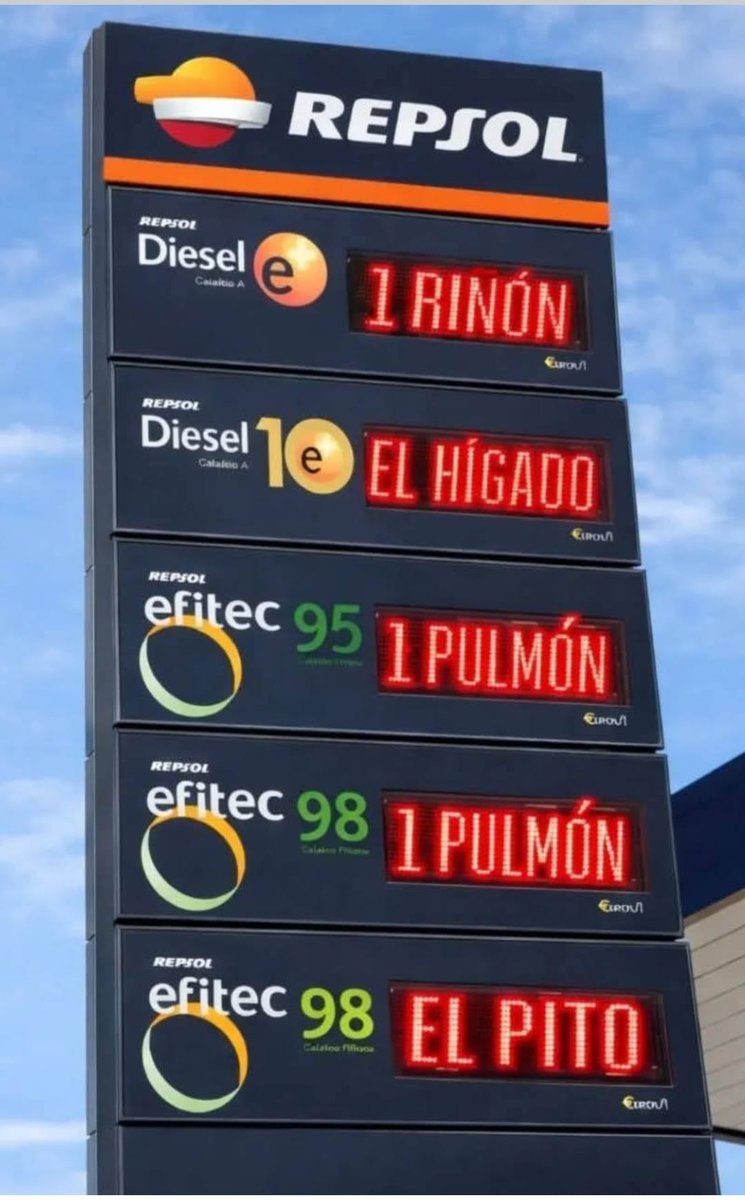 REPSOL
REPSOL
Diesel e
1 RIÑÓN
REPSOL
Diesel 10 e
EL HÍGADO
REPSOL
efitec 95
1 PULMÓN
REPSOL
efitec 98
1 PULMÓN
REPSOL
efitec 98
EL PITO